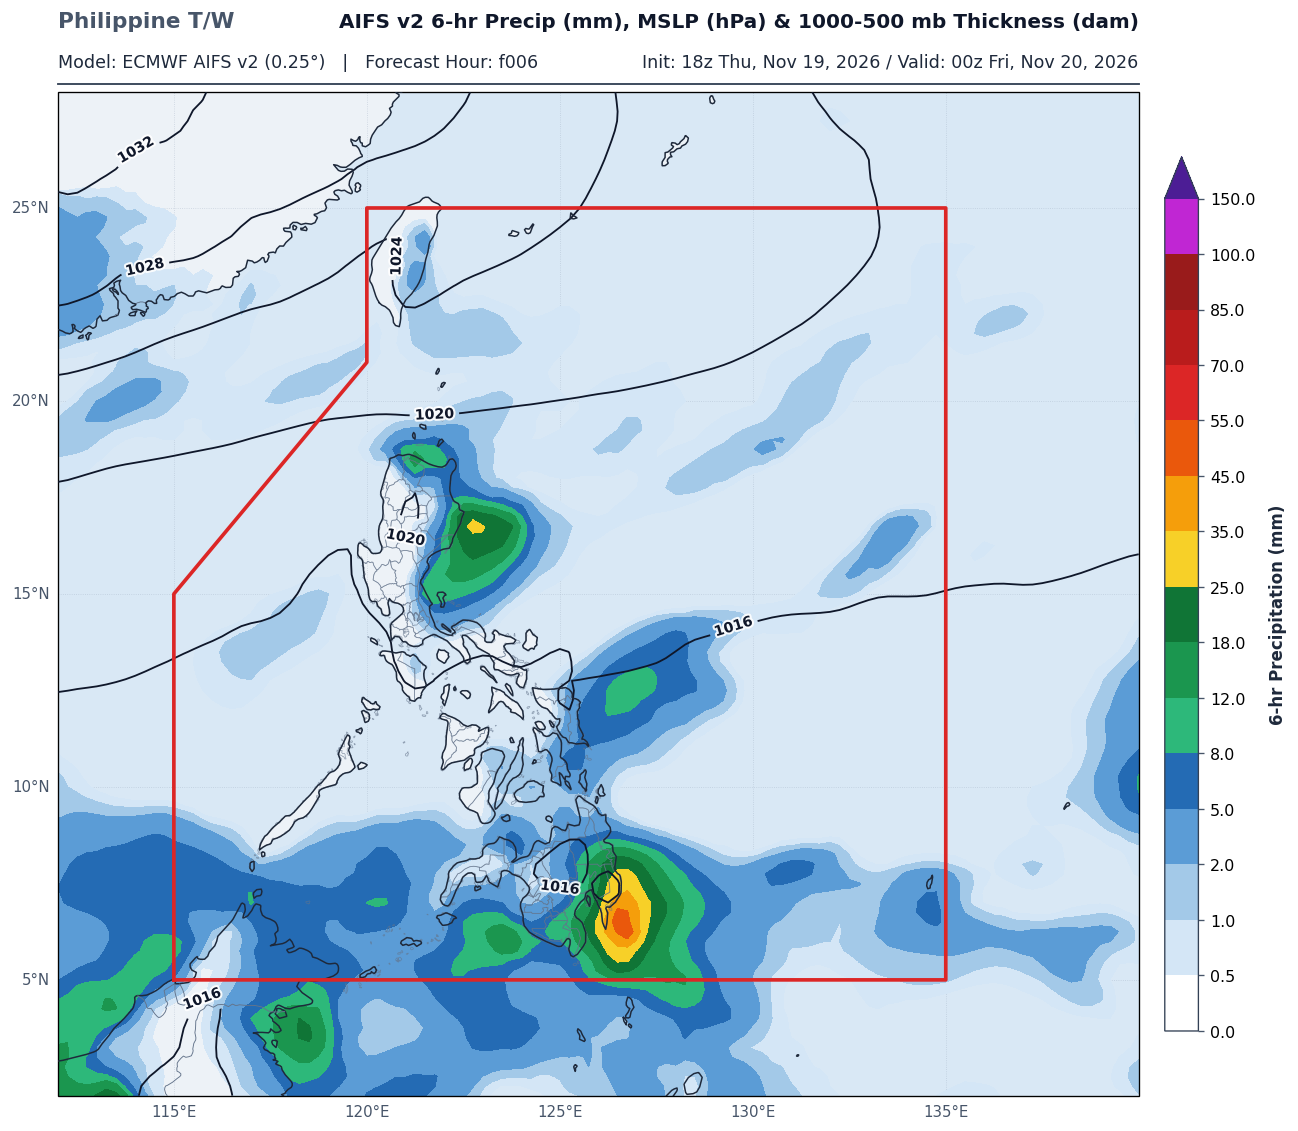 Philippine T/W
AIFS v2 6-hr Precip (mm), MSLP (hPa) & 1000-500 mb Thickness (dam)
Model: ECMWF AIFS v2 (0.25°) | Forecast Hour: f006
Init: 18z Thu, Nov 19, 2026 / Valid: 00z Fri, Nov 20, 2026
1032
1028
1024
1020
1020
1016
1016
1016
25°N
20°N
15°N
10°N
5°N
115°E
120°E
125°E
130°E
135°E
150.0
100.0
85.0
70.0
55.0
45.0
35.0
25.0
18.0
12.0
8.0
5.0
2.0
1.0
0.5
0.0
6-hr Precipitation (mm)